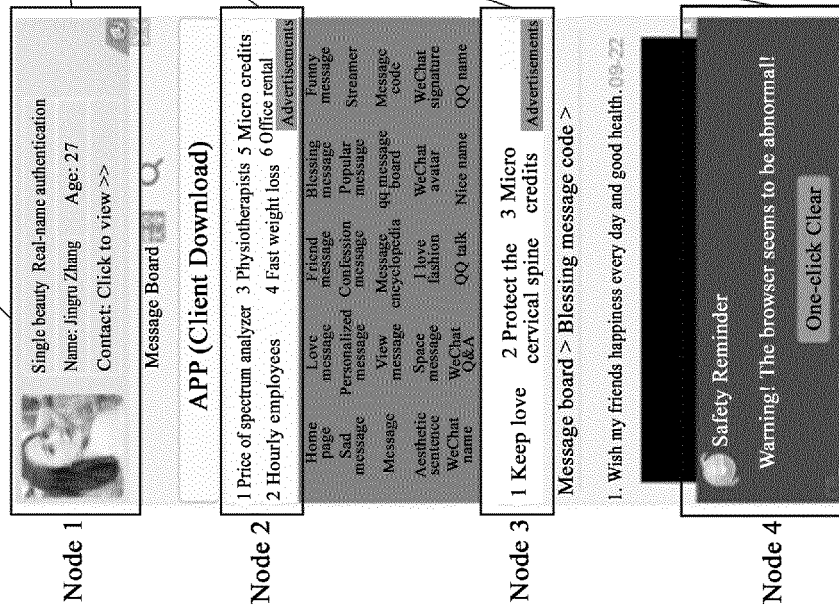 Node 1
Single beauty Real-name authentication
Name: Jingru Zhang Age: 27
Contact: Click to view >>
Message Board
APP (Client Download)
Node 2
1 Price of spectrum analyzer 3 Physiotherapists 5 Micro credits
2 Hourly employees 4 Fast weight loss 6 Office rental
Advertisements
Home page Love message Friend message Blessing message Funny message
Sad message Personalized message Confession message Popular message Streamer
Message View message Message encyclopedia qq message board Message code
Aesthetic sentence Space message I love fashion WeChat avatar WeChat signature
WeChat name WeChat Q&A QQ talk Nice name QQ name
Node 3
1 Keep love 2 Protect the cervical spine 3 Micro credits
Advertisements
Message board > Blessing message code >
1. Wish my friends happiness every day and good health. 09-22
Node 4
Safety Reminder
Warning! The browser seems to be abnormal!
One-click Clear